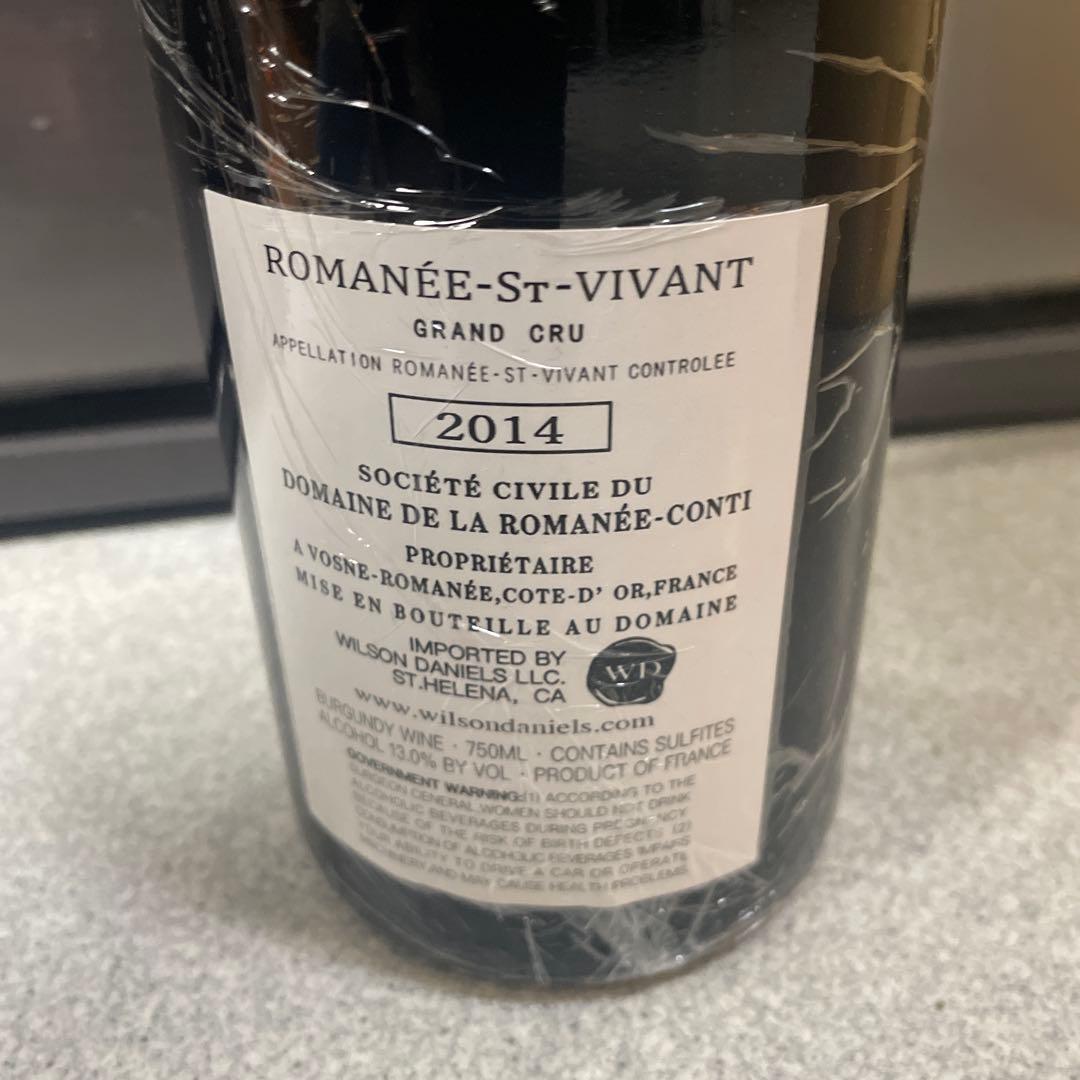 ROMANÉE-ST-VIVANT
GRAND CRU
APPELLATION ROMANÉE-ST-VIVANT CONTROLEE
2014
SOCIÉTÉ CIVILE DU
DOMAINE DE LA ROMANÉE-CONTI
PROPRIÉTAIRE
A VOSNE-ROMANÉE,COTE-D' OR,FRANCE
MISE EN BOUTEILLE AU DOMAINE
IMPORTED BY
WILSON DANIELS LLC.
ST.HELENA, CA
WD
www.wilsondaniels.com
BURGUNDY WINE · 750ML · CONTAINS SULFITES
ALCOHOL 13.0% BY VOL · PRODUCT OF FRANCE
GOVERNMENT WARNING:(1) ACCORDING TO THE
SURGEON GENERAL,WOMEN SHOULD NOT DRINK
ALCOHOLIC BEVERAGES DURING PREGNANCY
BECAUSE OF THE RISK OF BIRTH DEFECTS (2)
CONSUMPTION OF ALCOHOLIC BEVERAGES IMPAIRS
YOUR ABILITY TO DRIVE A CAR OR OPERATE
MACHINERY AND MAY CAUSE HEALTH PROBLEMS